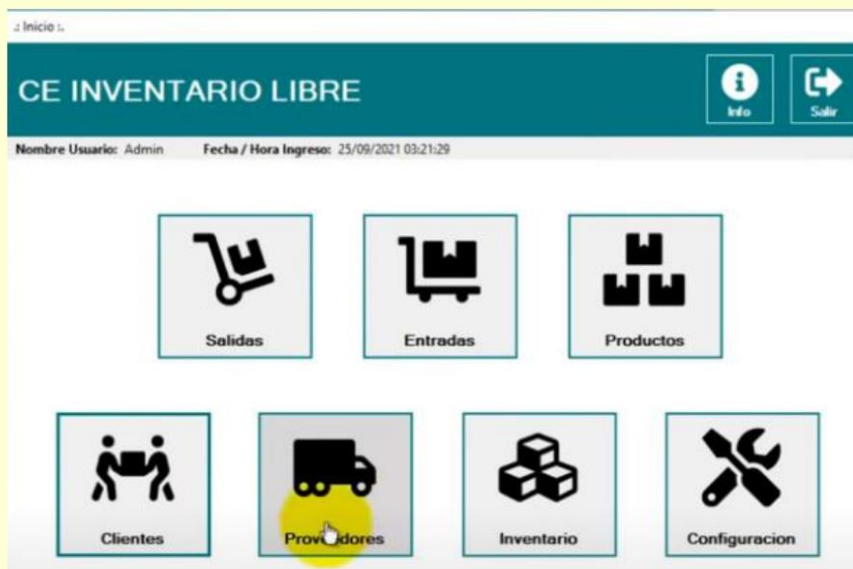 .: Inicio :.
CE INVENTARIO LIBRE
Info
Salir
Nombre Usuario: Admin Fecha / Hora Ingreso: 25/09/2021 03:21:29
Salidas
Entradas
Productos
Clientes
Proveedores
Inventario
Configuracion